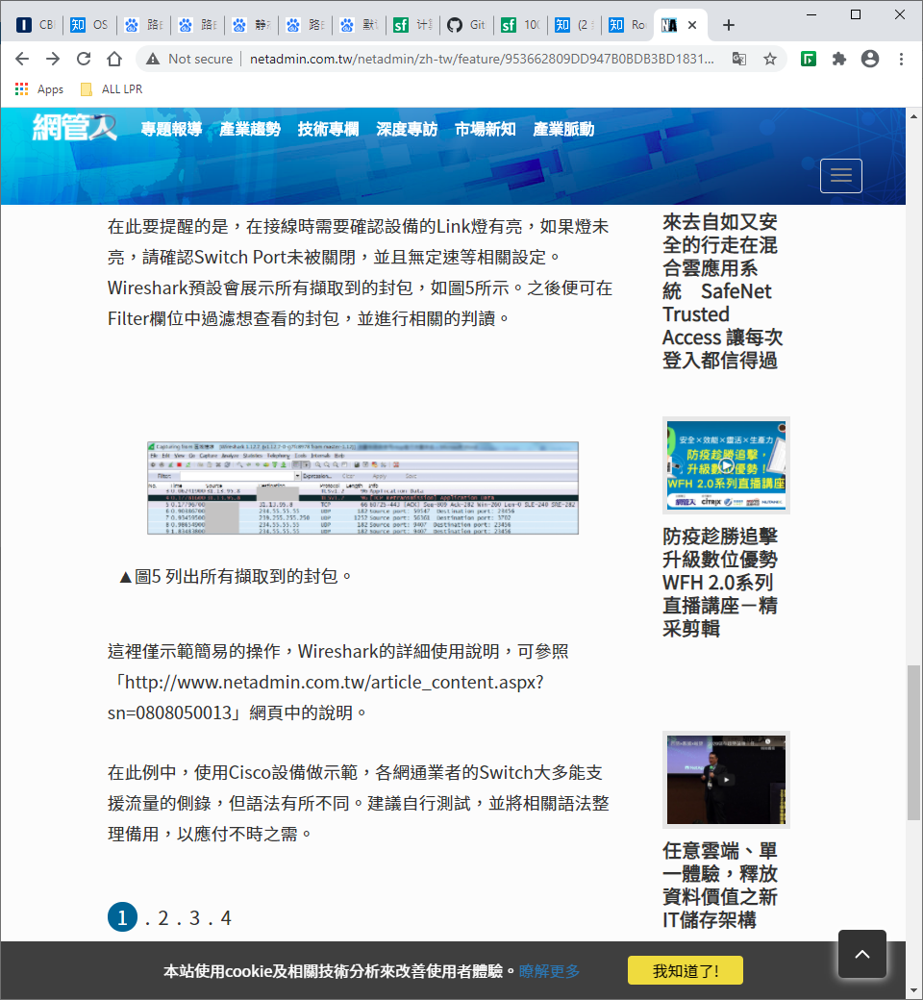 CB
知 OS
路
路
靜
路
默
sf 計
Git
sf 100
知 (2
知 Ro
Not secure netadmin.com.tw/netadmin/zh-tw/feature/953662809DD947B0BDB3BD1831...
Apps ALL LPR
網管人 專題報導 產業趨勢 技術專欄 深度專訪 市場新知 產業脈動
在此要提醒的是，在接線時需要確認設備的Link燈有亮，如果燈未
亮，請確認Switch Port未被關閉，並且無定速等相關設定。
Wireshark預設會展示所有擷取到的封包，如圖5所示。之後便可在
Filter欄位中過濾想查看的封包，並進行相關的判讀。
Filter: Expression... Clear Apply Save
No. Time Source Destination Protocol Length Info
▲圖5 列出所有擷取到的封包。
這裡僅示範簡易的操作，Wireshark的詳細使用說明，可參照
「http://www.netadmin.com.tw/article_content.aspx?
sn=0808050013」網頁中的說明。
在此例中，使用Cisco設備做示範，各網通業者的Switch大多能支
援流量的側錄，但語法有所不同。建議自行測試，並將相關語法整
理備用，以應付不時之需。
1 . 2 . 3 . 4
來去自如又安
全的行走在混
合雲應用系
統 SafeNet
Trusted
Access 讓每次
登入都信得過
安全×效能×靈活×生產力
防疫趁勝追擊，
升級數位優勢！
WFH 2.0系列直播講座
網管人 CITRIX
防疫趁勝追擊
升級數位優勢
WFH 2.0系列
直播講座－精
采剪輯
任意雲端、單
一體驗，釋放
資料價值之新
IT儲存架構
本站使用cookie及相關技術分析來改善使用者體驗。瞭解更多 我知道了!